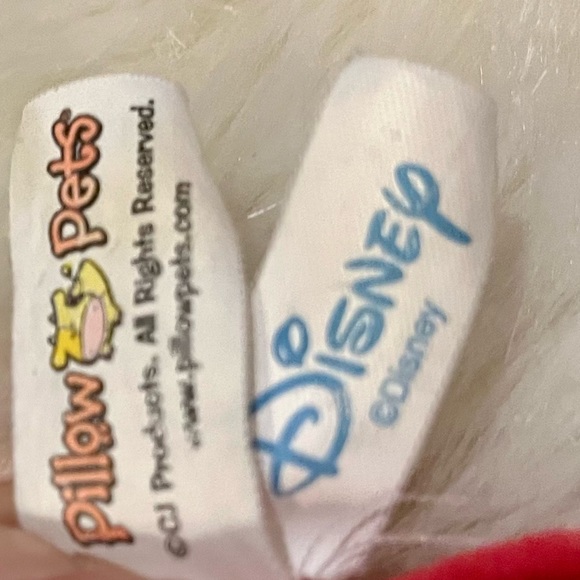 Pillow Pets
©CJ Products. All Rights Reserved.
www.pillowpets.com
Disney
©Disney